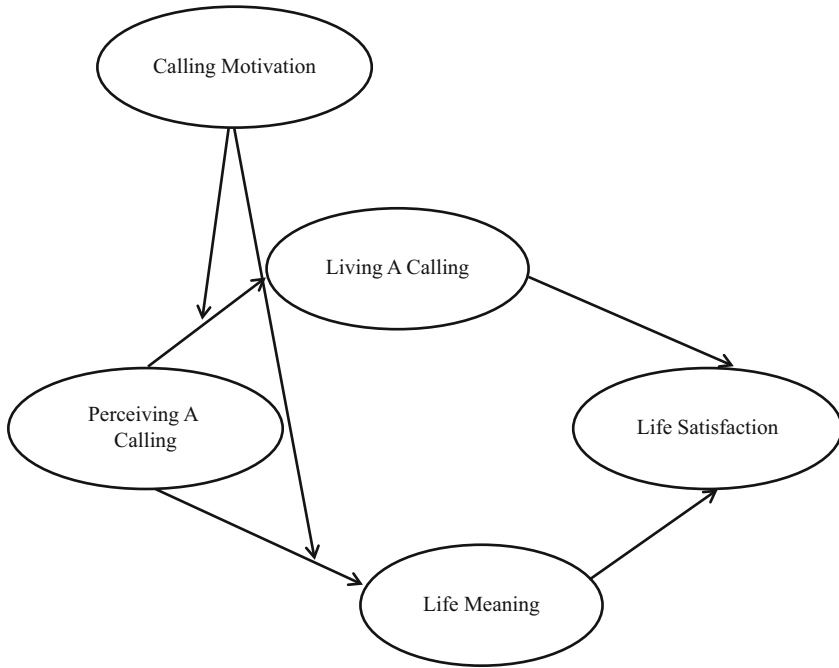 Calling Motivation
Living A Calling
Perceiving A
Calling
Life Satisfaction
Life Meaning